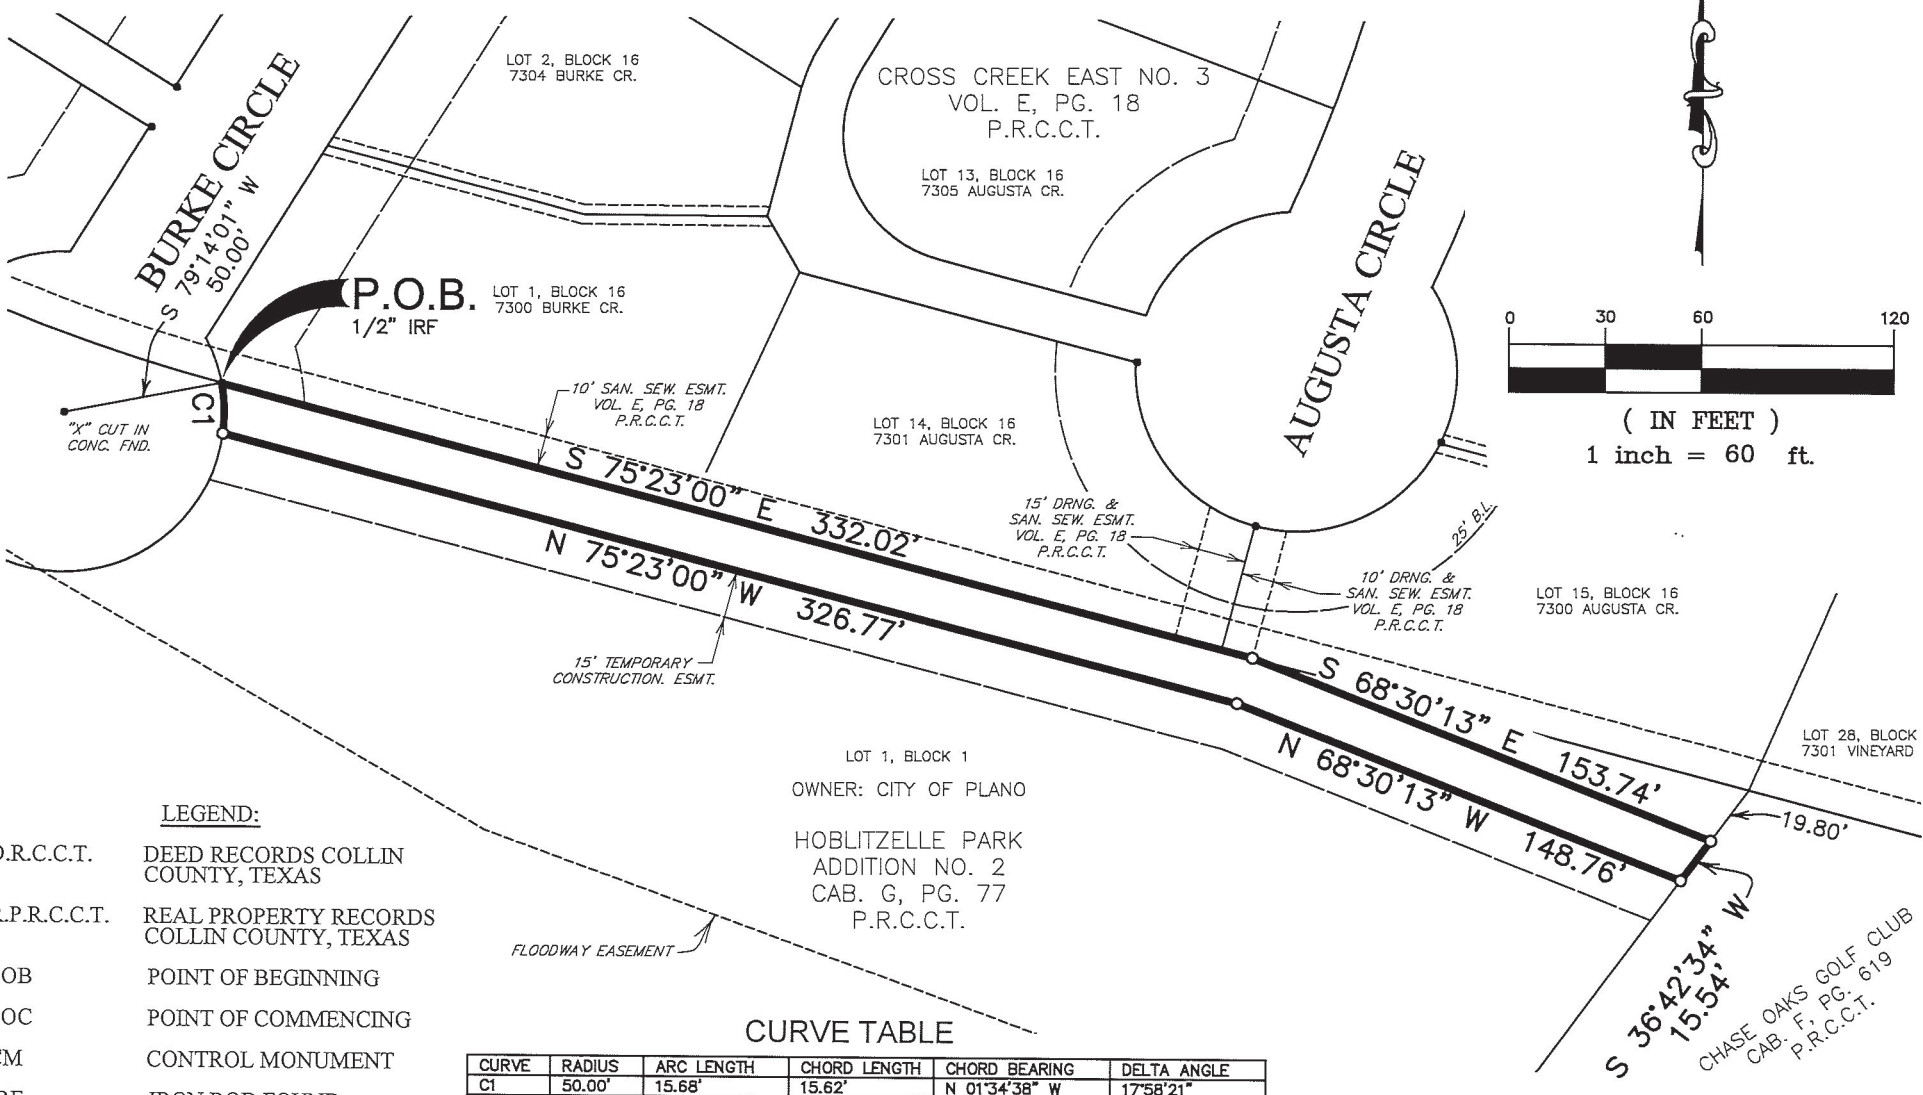 LOT 2, BLOCK 16
7304 BURKE CR.
CROSS CREEK EAST NO. 3
VOL. E, PG. 18
P.R.C.C.T.
LOT 13, BLOCK 16
7305 AUGUSTA CR.
BURKE CIRCLE
S 79°14'01" W
50.00'
P.O.B.
1/2" IRF
LOT 1, BLOCK 16
7300 BURKE CR.
AUGUSTA CIRCLE
0 30 60 120
( IN FEET )
1 inch = 60 ft.
C1
"X" CUT IN
CONC. FND.
10' SAN. SEW. ESMT.
VOL. E, PG. 18
P.R.C.C.T.
LOT 14, BLOCK 16
7301 AUGUSTA CR.
S 75°23'00" E 332.02'
N 75°23'00" W 326.77'
15' DRNG. &
SAN. SEW. ESMT.
VOL. E, PG. 18
P.R.C.C.T.
25' B.L.
10' DRNG. &
SAN. SEW. ESMT.
VOL. E, PG. 18
P.R.C.C.T.
LOT 15, BLOCK 16
7300 AUGUSTA CR.
15' TEMPORARY
CONSTRUCTION. ESMT.
S 68°30'13" E 153.74'
N 68°30'13" W 148.76'
LOT 28, BLOCK
7301 VINEYARD
19.80'
LOT 1, BLOCK 1
OWNER: CITY OF PLANO
HOBLITZELLE PARK
ADDITION NO. 2
CAB. G, PG. 77
P.R.C.C.T.
FLOODWAY EASEMENT
S 36°42'34" W
15.54'
CHASE OAKS GOLF CLUB
CAB. F, PG. 619
P.R.C.C.T.
LEGEND:
D.R.C.C.T. DEED RECORDS COLLIN
COUNTY, TEXAS
R.P.R.C.C.T. REAL PROPERTY RECORDS
COLLIN COUNTY, TEXAS
OB POINT OF BEGINNING
OC POINT OF COMMENCING
CM CONTROL MONUMENT
CURVE TABLE
CURVE RADIUS ARC LENGTH CHORD LENGTH CHORD BEARING DELTA ANGLE
C1 50.00' 15.68' 15.62' N 01°34'38" W 17°58'21"